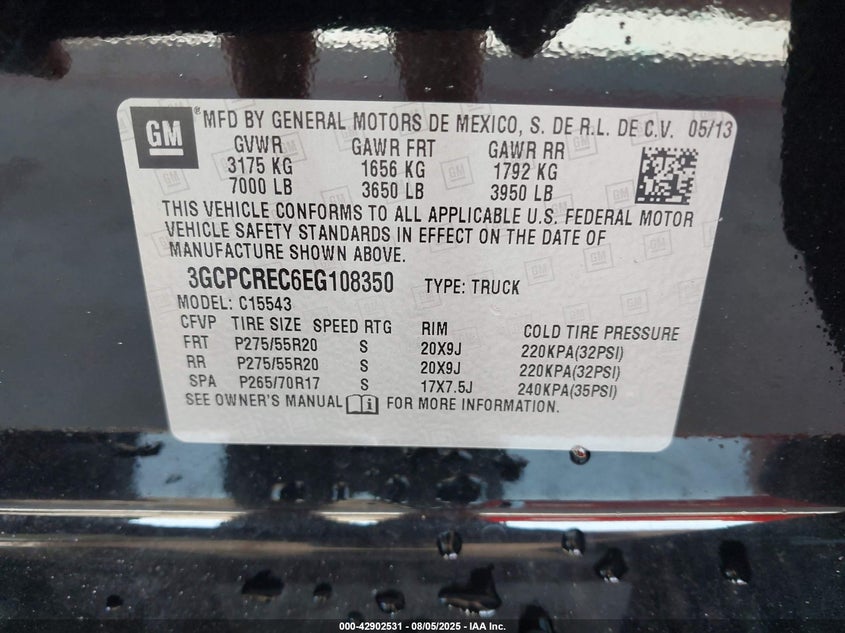 GM ® MFD BY GENERAL MOTORS DE MEXICO, S. DE R.L. DE C.V. 05/13
GVWR GAWR FRT GAWR RR
3175 KG 1656 KG 1792 KG
7000 LB 3650 LB 3950 LB
THIS VEHICLE CONFORMS TO ALL APPLICABLE U.S. FEDERAL MOTOR
VEHICLE SAFETY STANDARDS IN EFFECT ON THE DATE OF
MANUFACTURE SHOWN ABOVE.
3GCPCREC6EG108350 TYPE: TRUCK
MODEL: C15543
CFVP TIRE SIZE SPEED RTG RIM COLD TIRE PRESSURE
FRT P275/55R20 S 20X9J 220KPA(32PSI)
RR P275/55R20 S 20X9J 220KPA(32PSI)
SPA P265/70R17 S 17X7.5J 240KPA(35PSI)
SEE OWNER'S MANUAL i FOR MORE INFORMATION.
000-42902531 - 08/05/2025 - IAA Inc.